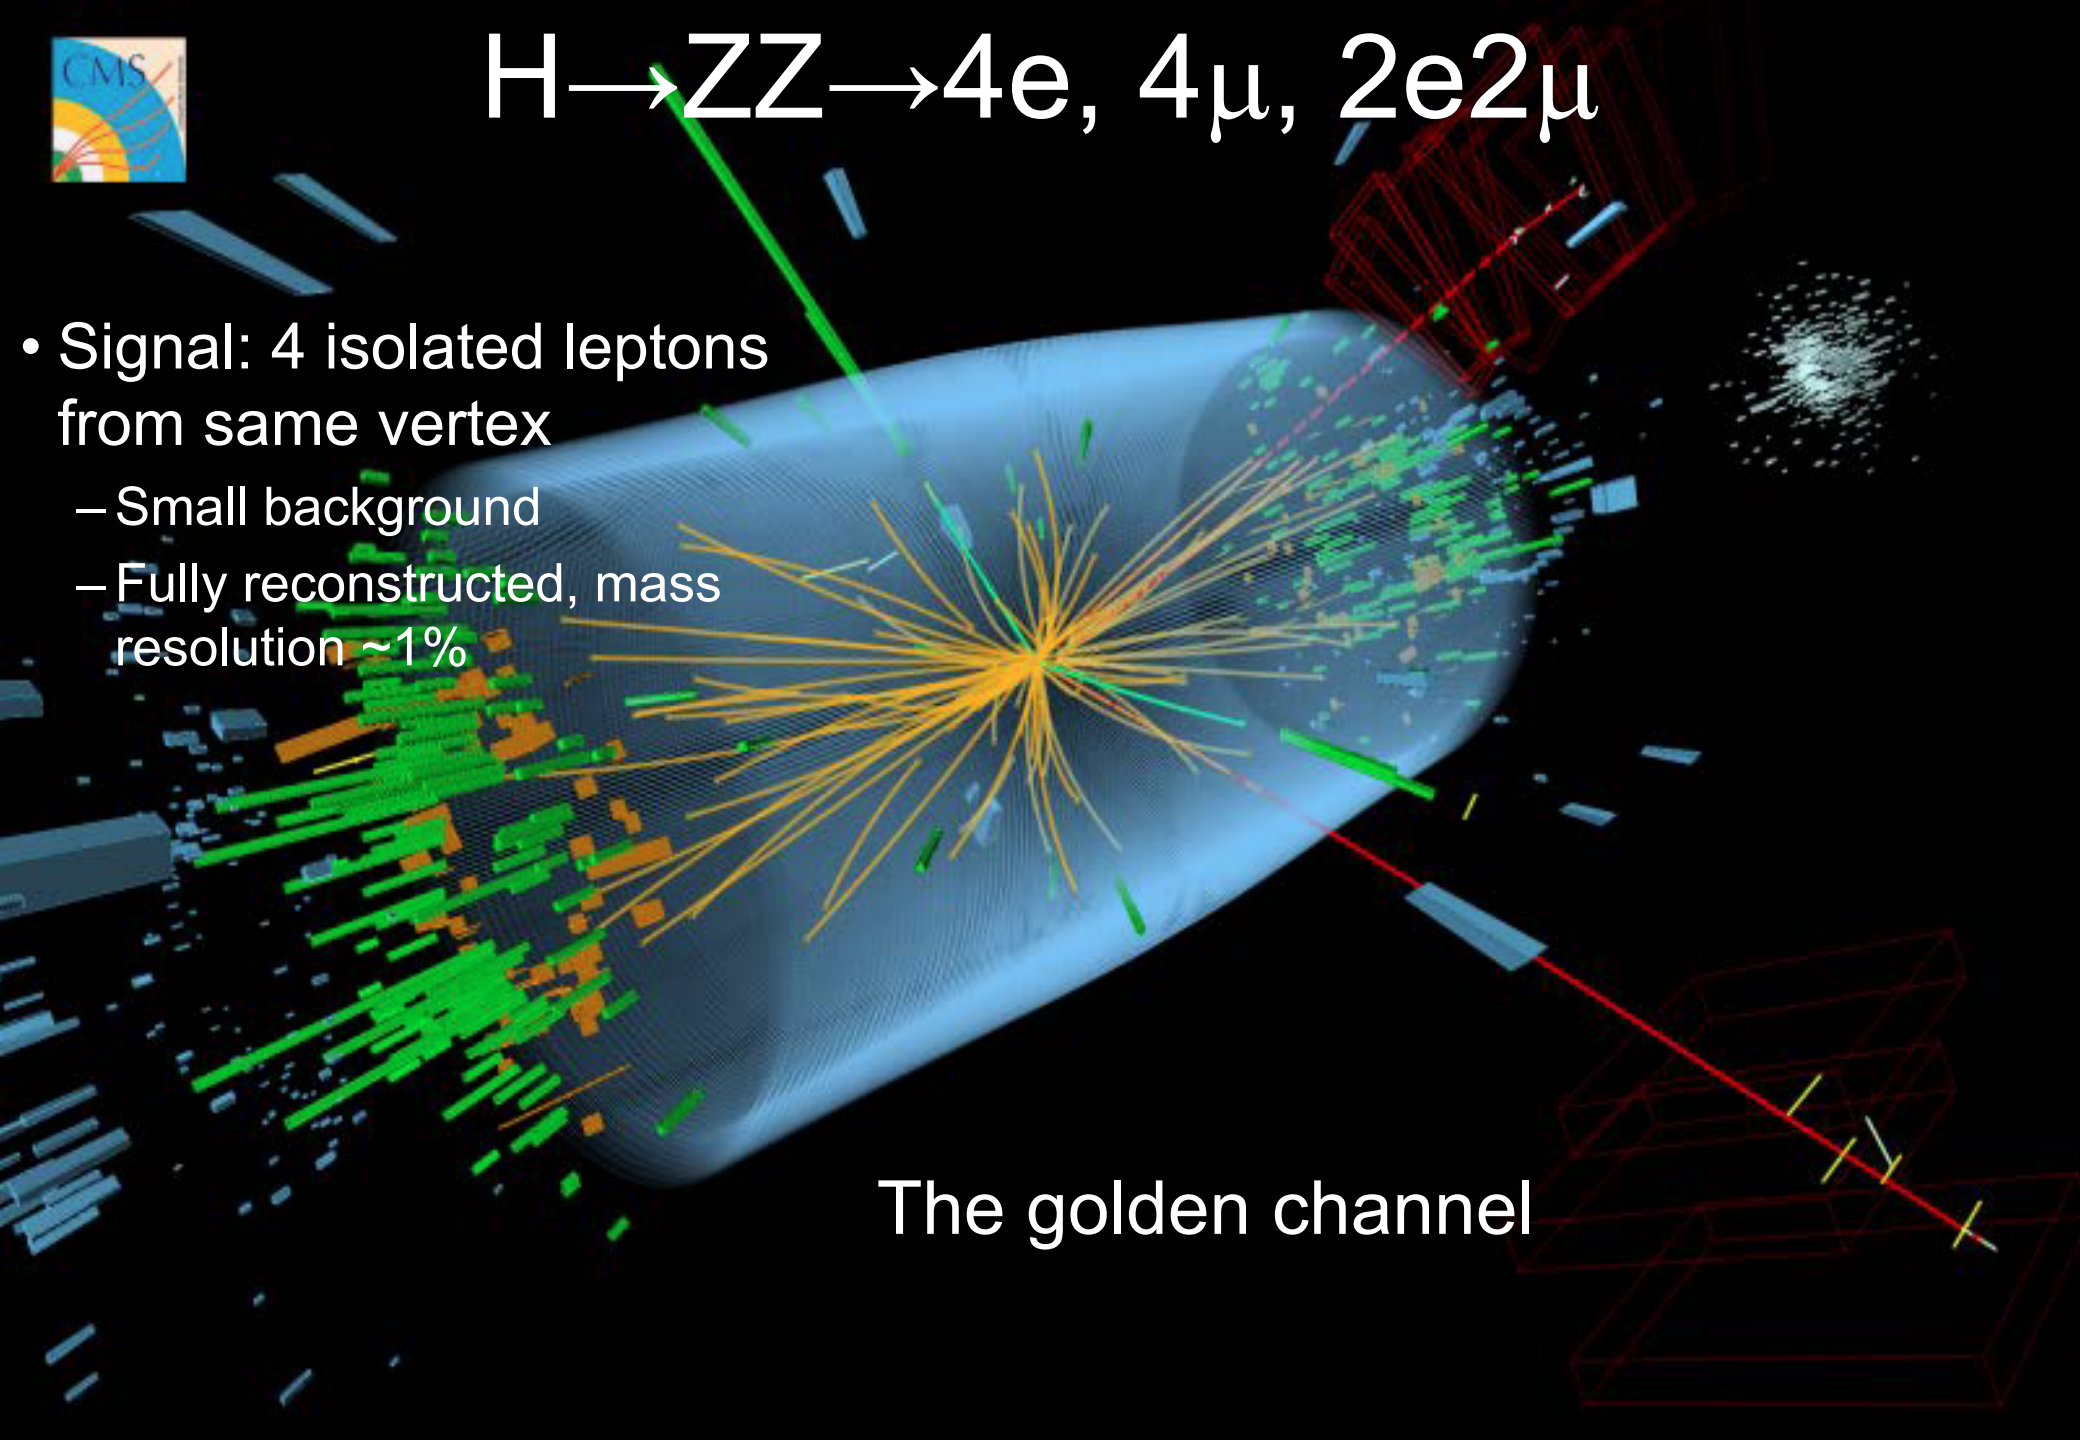 CMS
H→ZZ→4e, 4μ, 2e2μ
• Signal: 4 isolated leptons
from same vertex
– Small background
– Fully reconstructed, mass
resolution ~1%
The golden channel